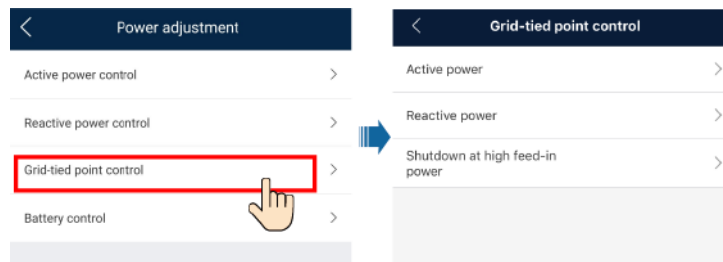 Power adjustment
Active power control
Reactive power control
Grid-tied point control
Battery control
Grid-tied point control
Active power
Reactive power
Shutdown at high feed-in
power